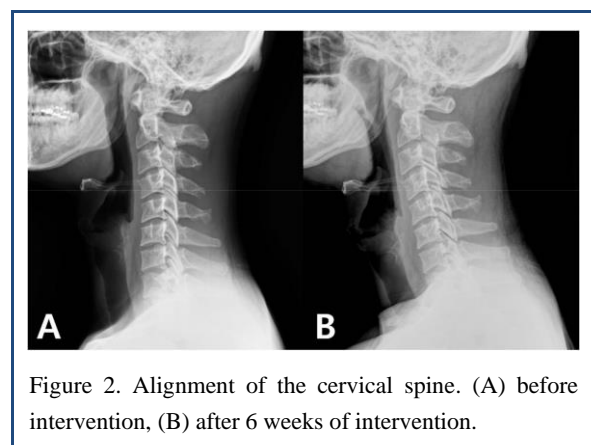 A B
Figure 2. Alignment of the cervical spine. (A) before
intervention, (B) after 6 weeks of intervention.